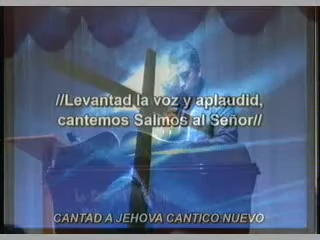 //Levantad la voz y aplaudid,
cantemos Salmos al Señor//
CANTAD A JEHOVA CANTICO NUEVO